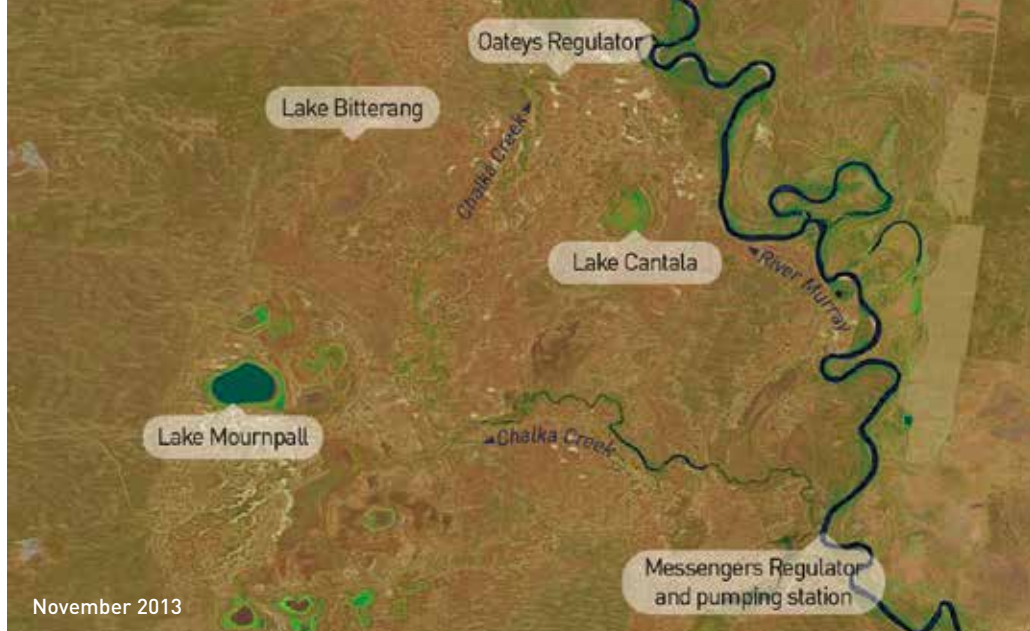 Oateys Regulator
Lake Bitterang
Chalka Creek
Lake Cantala
River Murray
Lake Mournpall
Chalka Creek
Messengers Regulator
and pumping station
November 2013